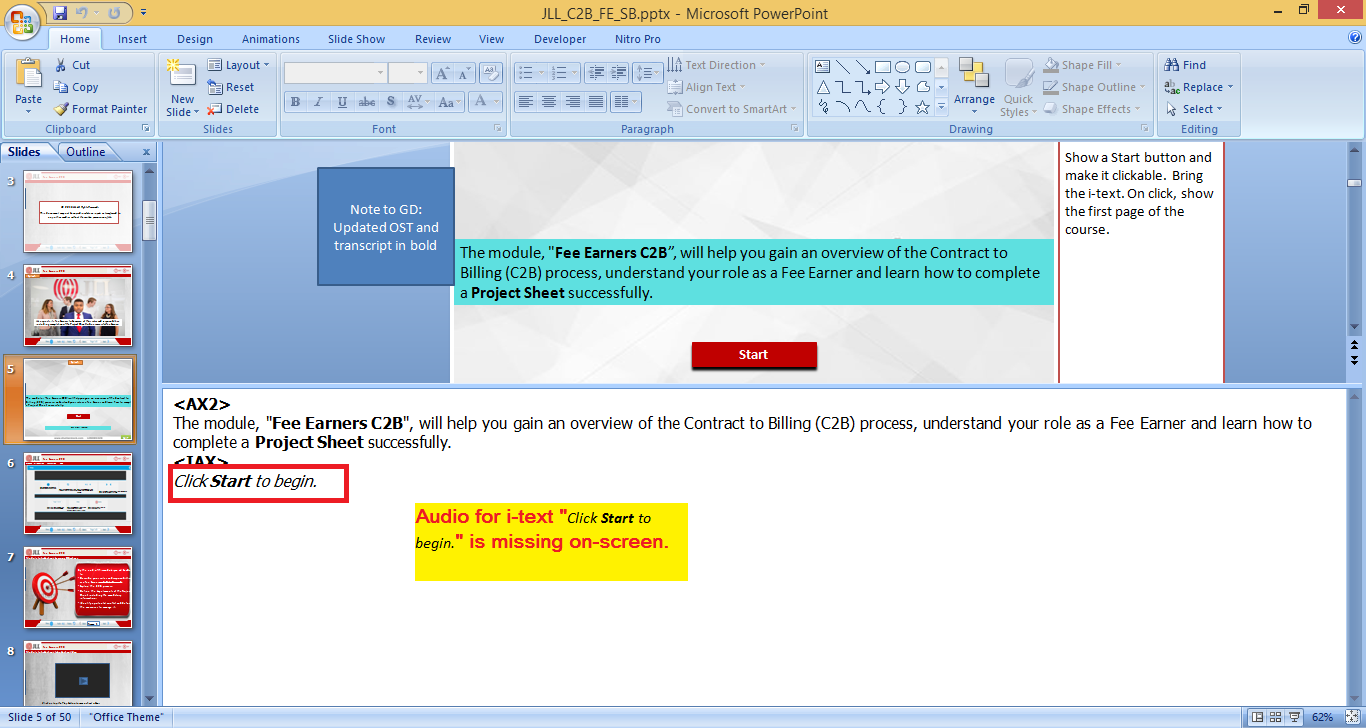 JLL_C2B_FE_SB.pptx - Microsoft PowerPoint
Home Insert Design Animations Slide Show Review View Developer Nitro Pro
Paste
Cut
Copy
Format Painter
Clipboard
New Slide
Layout
Reset
Delete
Slides
B I U abc S AV Aa A
Font
Text Direction
Align Text
Convert to SmartArt
Paragraph
Arrange
Quick Styles
Shape Fill
Shape Outline
Shape Effects
Drawing
Find
Replace
Select
Editing
Slides Outline x
3
4
5
6
7
8
Note to GD:
Updated OST and
transcript in bold
The module, "Fee Earners C2B”, will help you gain an overview of the Contract to
Billing (C2B) process, understand your role as a Fee Earner and learn how to complete
a Project Sheet successfully.
Start
Show a Start button and
make it clickable. Bring
the i-text. On click, show
the first page of the
course.
<AX2>
The module, "Fee Earners C2B", will help you gain an overview of the Contract to Billing (C2B) process, understand your role as a Fee Earner and learn how to
complete a Project Sheet successfully.
<IAX>
Click Start to begin.
Audio for i-text "Click Start to
begin." is missing on-screen.
Slide 5 of 50 "Office Theme" 62%